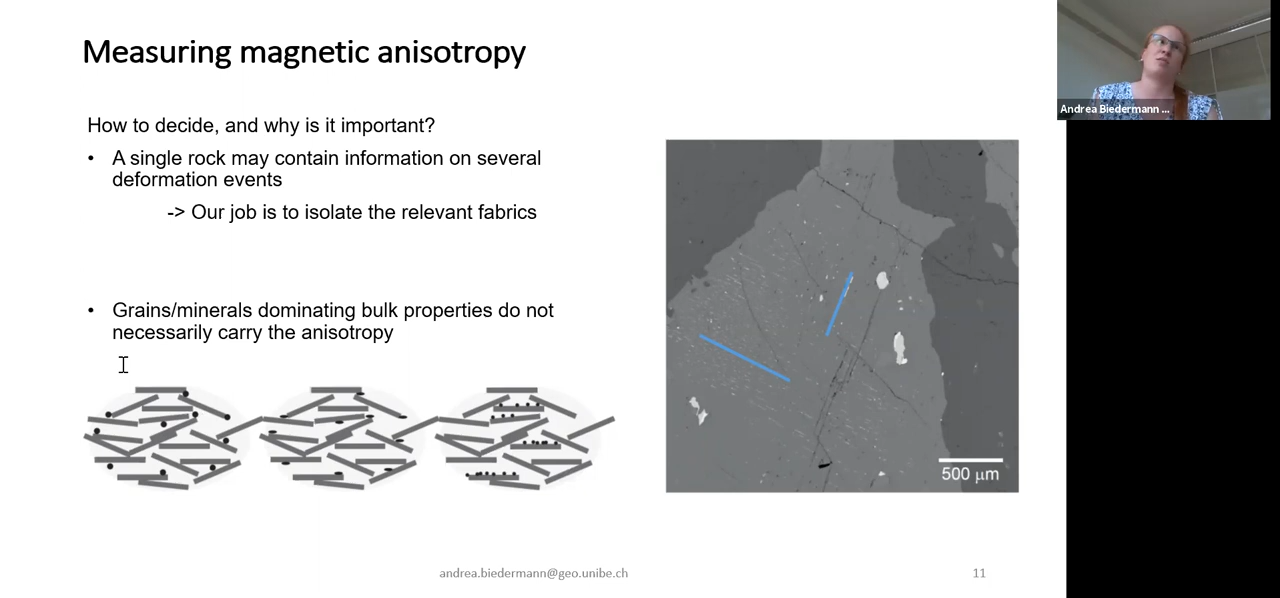 Measuring magnetic anisotropy
Andrea Biedermann ...
How to decide, and why is it important?
• A single rock may contain information on several
deformation events
-> Our job is to isolate the relevant fabrics
• Grains/minerals dominating bulk properties do not
necessarily carry the anisotropy
500 μm
andrea.biedermann@geo.unibe.ch
11